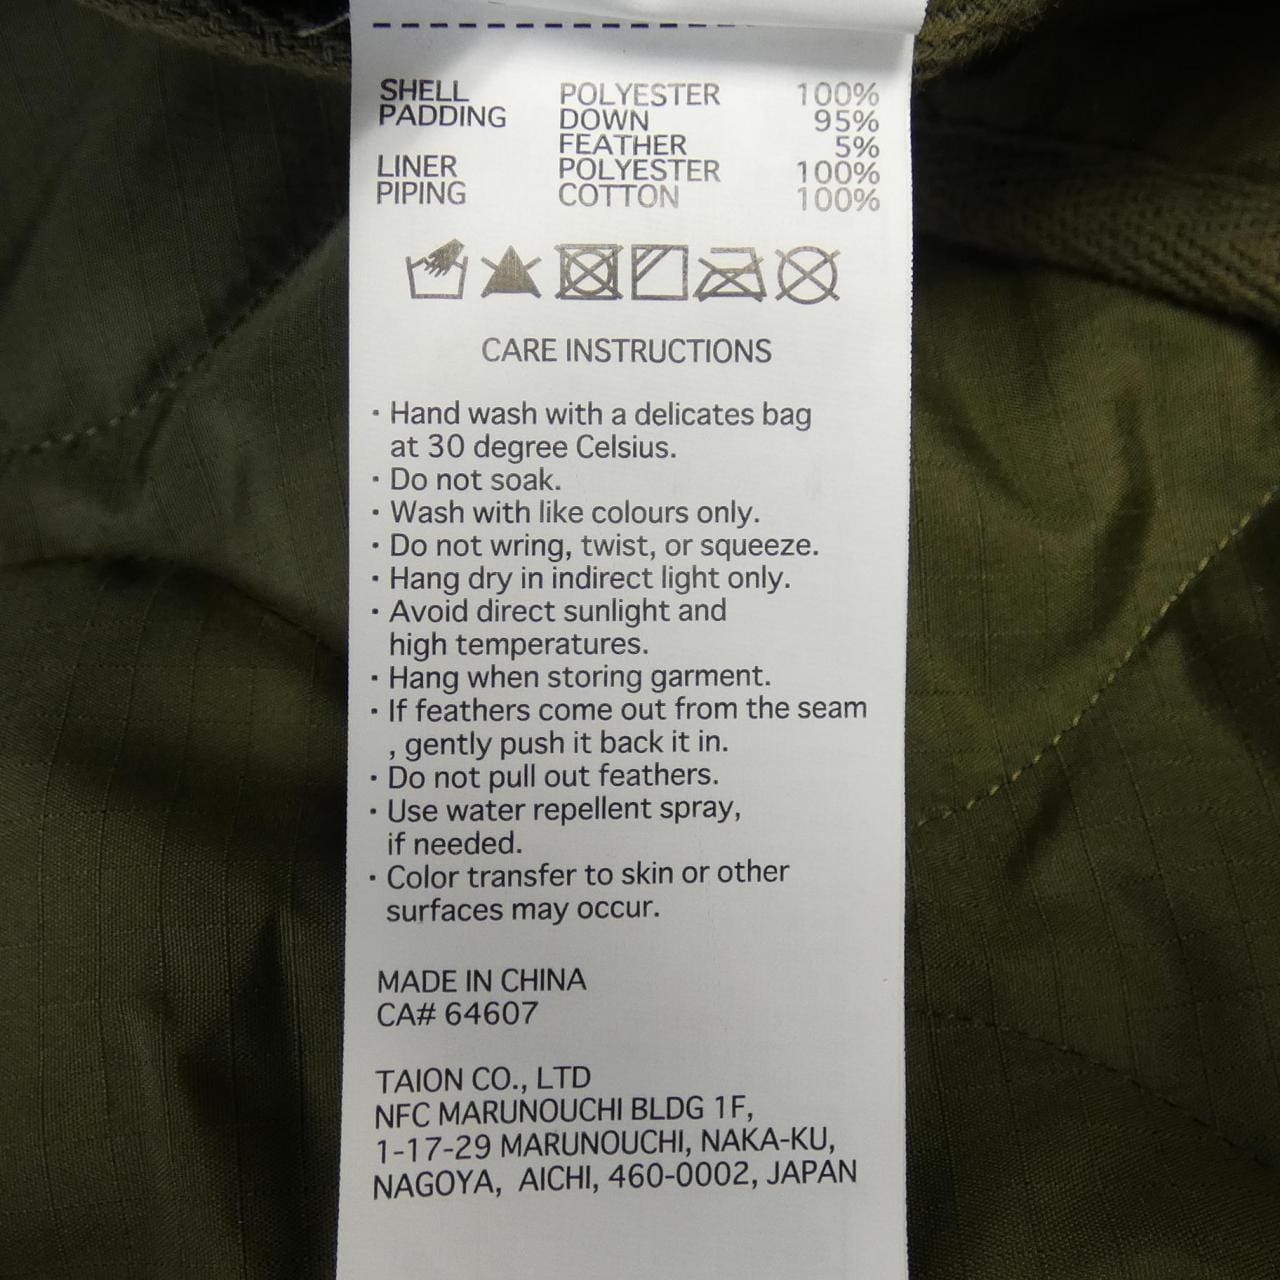 SHELL POLYESTER 100%
PADDING DOWN 95%
FEATHER 5%
LINER POLYESTER 100%
PIPING COTTON 100%
CARE INSTRUCTIONS
· Hand wash with a delicates bag
at 30 degree Celsius.
· Do not soak.
· Wash with like colours only.
· Do not wring, twist, or squeeze.
· Hang dry in indirect light only.
· Avoid direct sunlight and
high temperatures.
· Hang when storing garment.
· If feathers come out from the seam
, gently push it back it in.
· Do not pull out feathers.
· Use water repellent spray,
if needed.
· Color transfer to skin or other
surfaces may occur.
MADE IN CHINA
CA# 64607
TAION CO., LTD
NFC MARUNOUCHI BLDG 1F,
1-17-29 MARUNOUCHI, NAKA-KU,
NAGOYA, AICHI, 460-0002, JAPAN